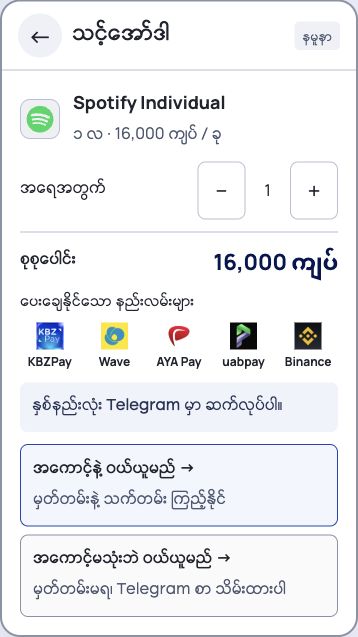 ←
သင့်အော်ဒါ
နမူနာ
Spotify Individual
၁ လ · 16,000 ကျပ် / ခု
အရေအတွက်
− 1 +
စုစုပေါင်း
16,000 ကျပ်
ပေးချေနိုင်သော နည်းလမ်းများ
KBZ Pay
KBZPay Wave AYA Pay uabpay Binance
နှစ်နည်းလုံး Telegram မှာ ဆက်လုပ်ပါ။
အကောင့်နဲ့ ဝယ်ယူမည် →
မှတ်တမ်းနဲ့ သက်တမ်း ကြည့်နိုင်
အကောင့်မသုံးဘဲ ဝယ်ယူမည် →
မှတ်တမ်းမရ၊ Telegram စာ သိမ်းထားပါ